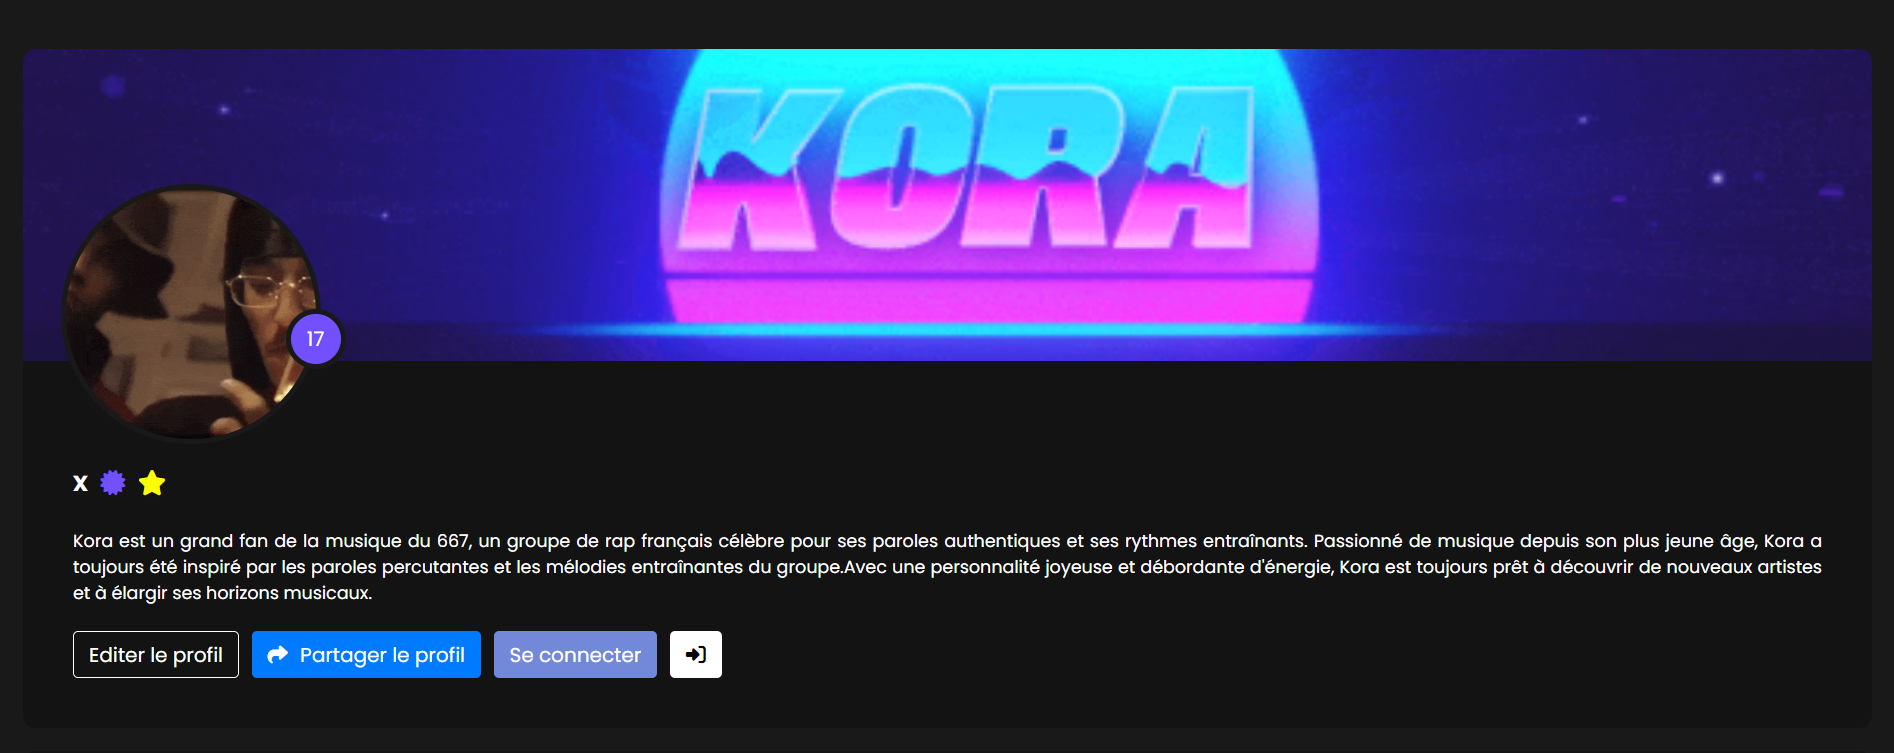 KORA
17
x
Kora est un grand fan de la musique du 667, un groupe de rap français célèbre pour ses paroles authentiques et ses rythmes entraînants. Passionné de musique depuis son plus jeune âge, Kora a
toujours été inspiré par les paroles percutantes et les mélodies entraînantes du groupe.Avec une personnalité joyeuse et débordante d'énergie, Kora est toujours prêt à découvrir de nouveaux artistes
et à élargir ses horizons musicaux.
Editer le profil Partager le profil Se connecter